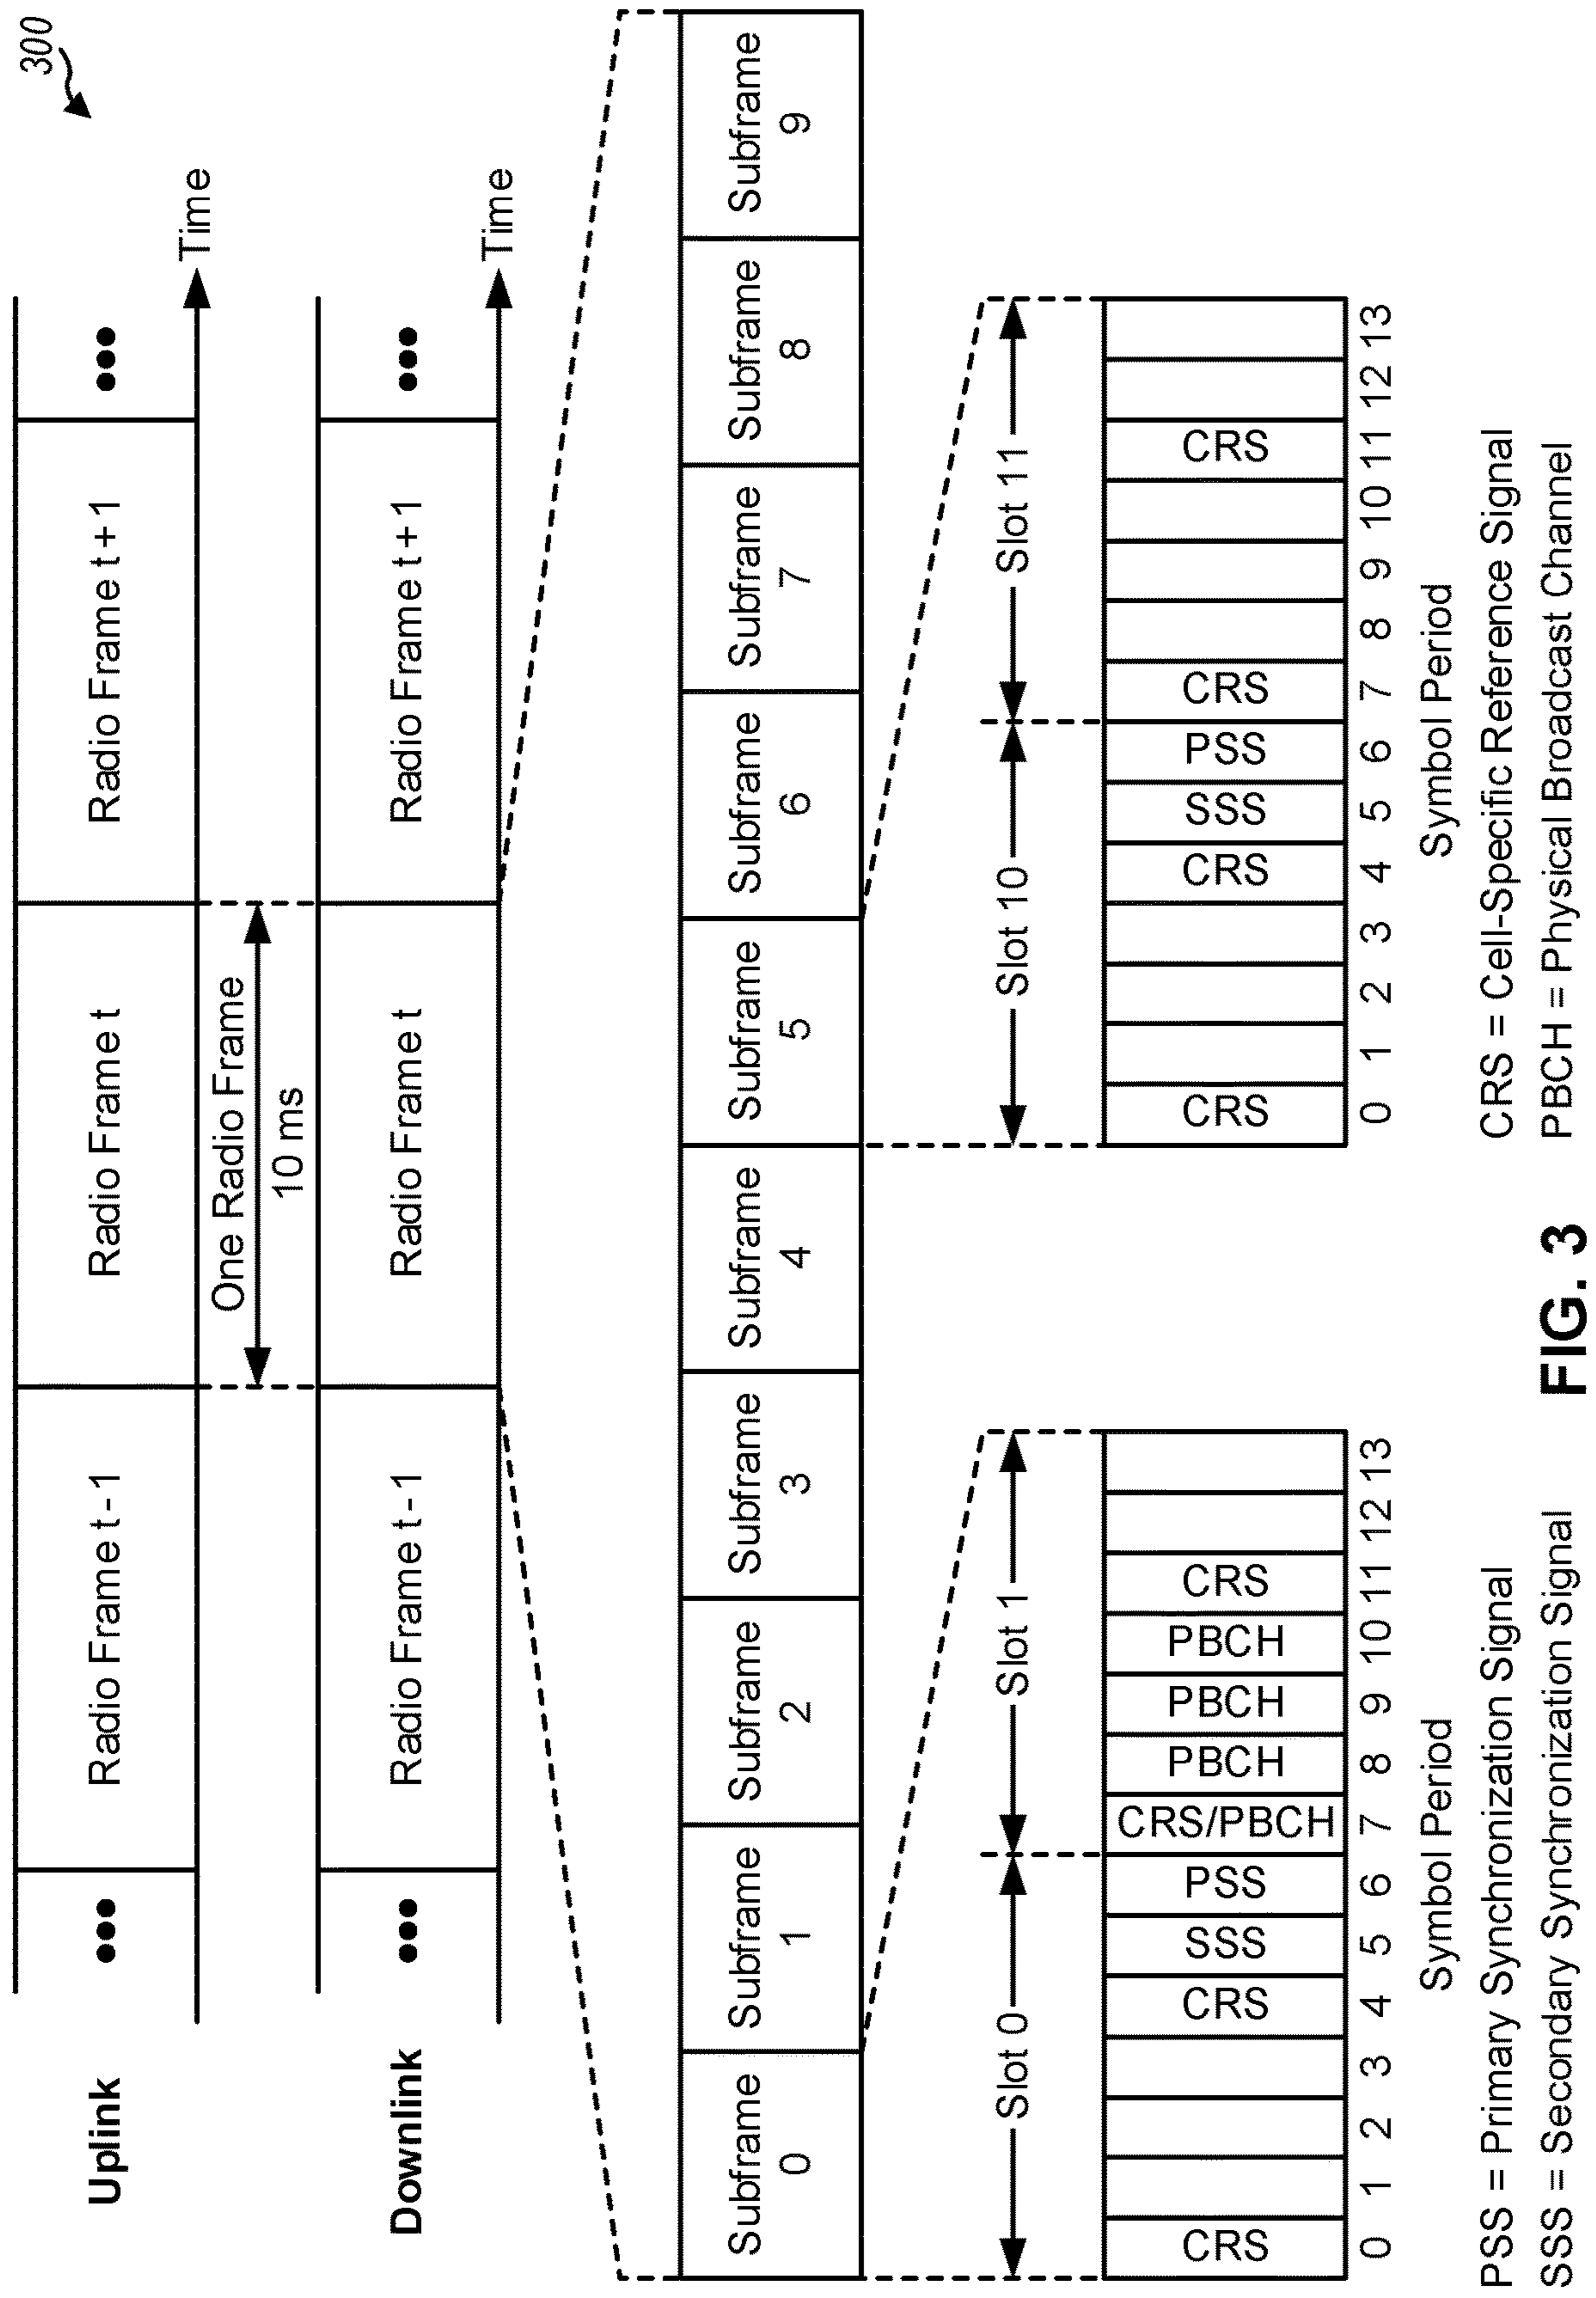 300
Uplink
••• Radio Frame t-1 Radio Frame t Radio Frame t+1 •••
Time
One Radio Frame
10 ms
Downlink
••• Radio Frame t-1 Radio Frame t Radio Frame t+1 •••
Time
Subframe Subframe Subframe Subframe Subframe Subframe Subframe Subframe Subframe Subframe
0 1 2 3 4 5 6 7 8 9
Slot 0 Slot 1 Slot 10 Slot 11
CRS CRS SSS PSS CRS/PBCH PBCH PBCH PBCH CRS CRS CRS SSS PSS CRS CRS
0 1 2 3 4 5 6 7 8 9 10 11 12 13 0 1 2 3 4 5 6 7 8 9 10 11 12 13
Symbol Period Symbol Period
PSS = Primary Synchronization Signal CRS = Cell-Specific Reference Signal
SSS = Secondary Synchronization Signal FIG. 3 PBCH = Physical Broadcast Channel